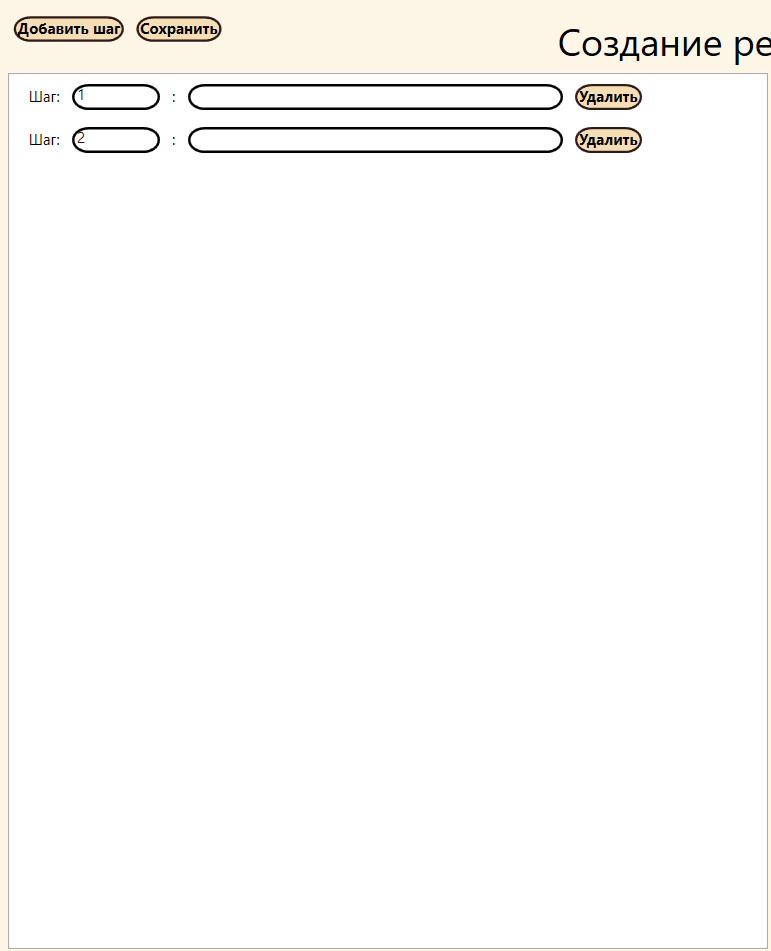 Добавить шаг Сохранить
Создание ре
Шаг: 1 : Удалить
Шаг: 2 : Удалить